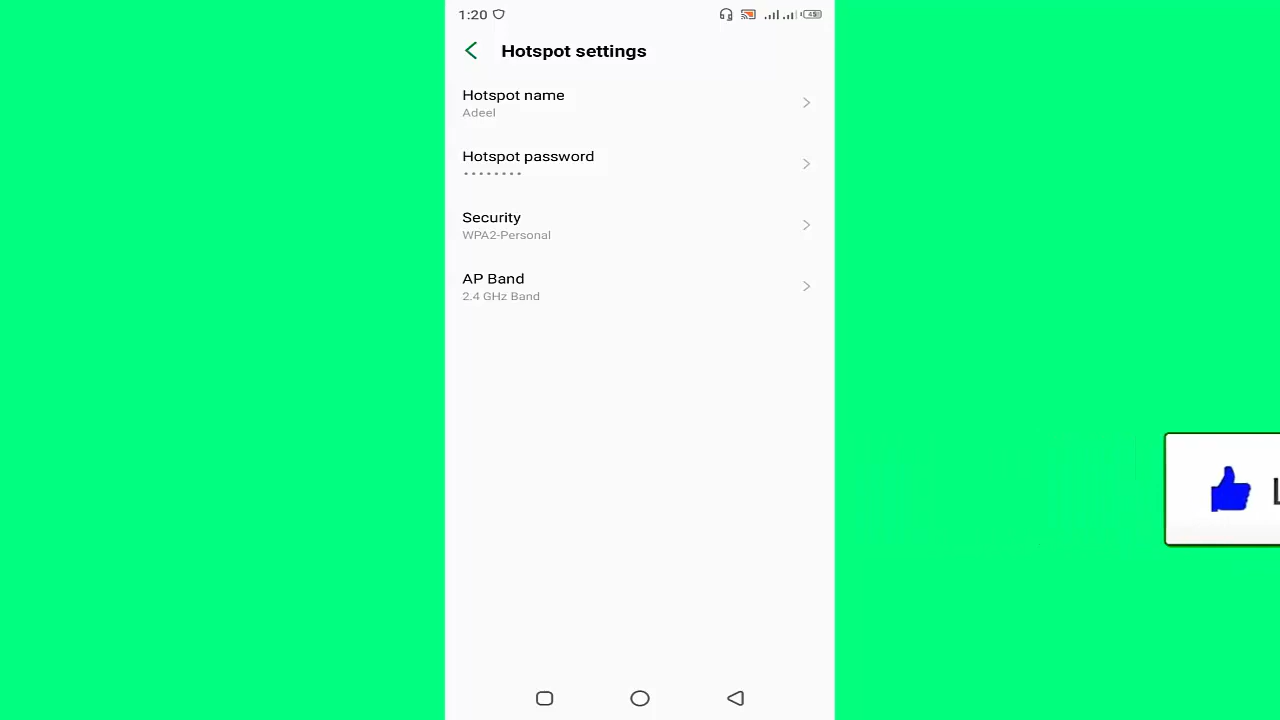 1:20
Hotspot settings
Hotspot name
Adeel
Hotspot password
••••••••
Security
WPA2-Personal
AP Band
2.4 GHz Band